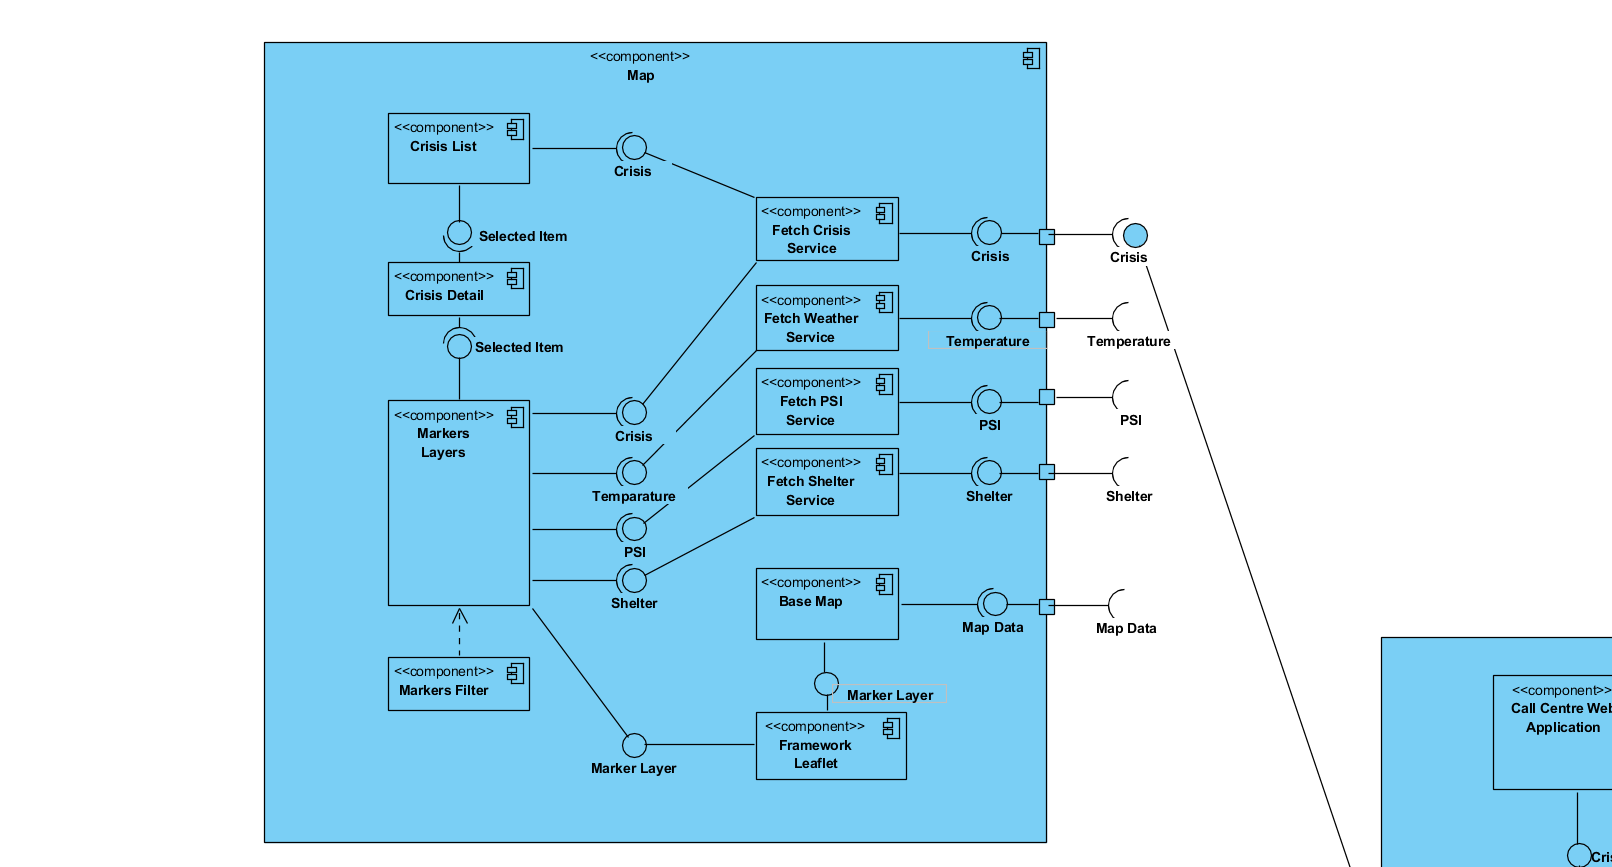 <<component>>
Map
<<component>>
Crisis List
Crisis
Selected Item
<<component>>
Crisis Detail
Selected Item
<<component>>
Markers
Layers
Crisis
Temparature
PSI
Shelter
<<component>>
Markers Filter
Marker Layer
<<component>>
Fetch Crisis
Service
Crisis
Crisis
<<component>>
Fetch Weather
Service
Temperature
Temperature
<<component>>
Fetch PSI
Service
PSI
PSI
<<component>>
Fetch Shelter
Service
Shelter
Shelter
<<component>>
Base Map
Map Data
Map Data
Marker Layer
<<component>>
Framework
Leaflet
<<component>>
Call Centre Web
Application